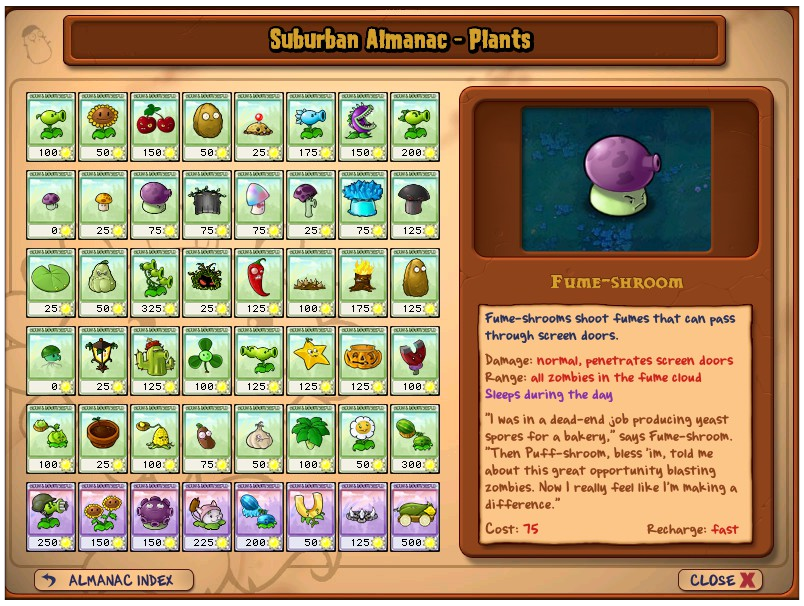 Suburban Almanac - Plants
100 50 150 50 25 175 150 200
0 25 75 75 75 25 75 125
25 50 325 25 125 100 175 125
0 25 125 100 125 125 125 100
100 25 100 75 50 100 50 300
250 150 150 225 200 50 125 500
Fume-shroom
Fume-shrooms shoot fumes that can pass
through screen doors.
Damage: normal, penetrates screen doors
Range: all zombies in the fume cloud
Sleeps during the day
"I was in a dead-end job producing yeast
spores for a bakery," says Fume-shroom.
"Then Puff-shroom, bless 'im, told me
about this great opportunity blasting
zombies. Now I really feel like I'm making a
difference."
Cost: 75 Recharge: fast
ALMANAC INDEX
CLOSE X